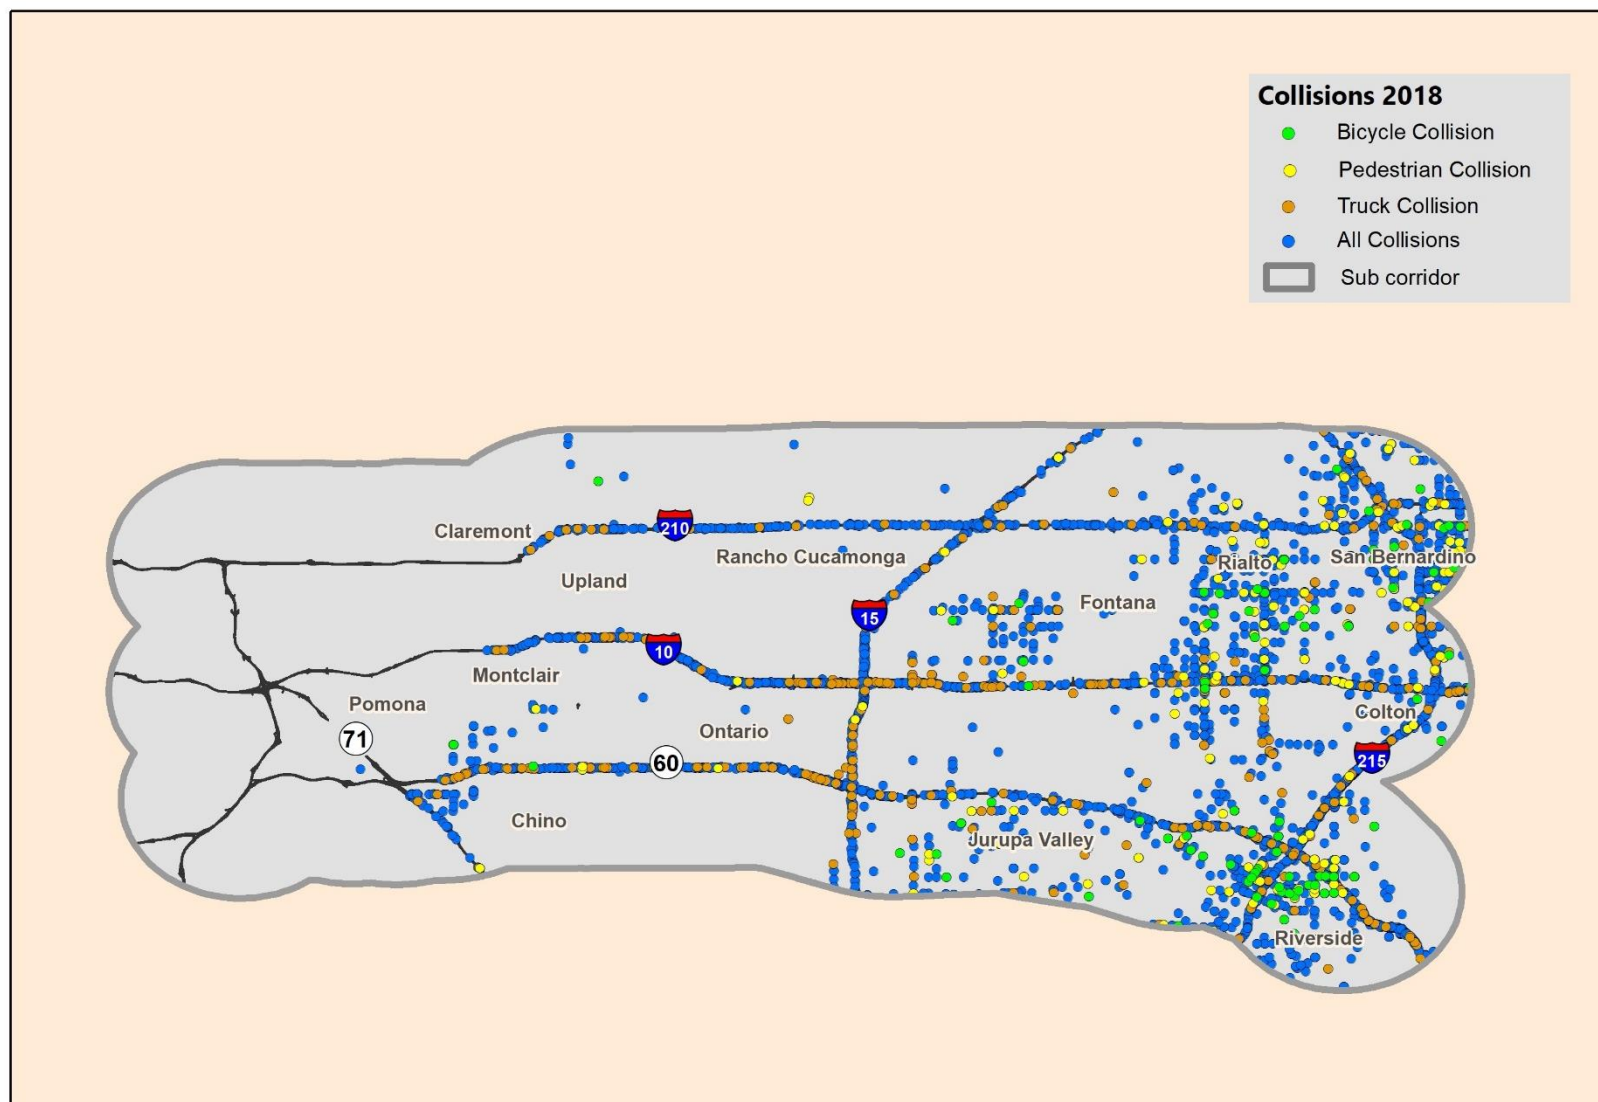 Collisions 2018
Bicycle Collision
Pedestrian Collision
Truck Collision
All Collisions
Sub corridor
Claremont
210
Rancho Cucamonga
Rialto
San Bernardino
Upland
Fontana
15
10
Montclair
Pomona
Colton
71
Ontario
60
215
Chino
Jurupa Valley
Riverside